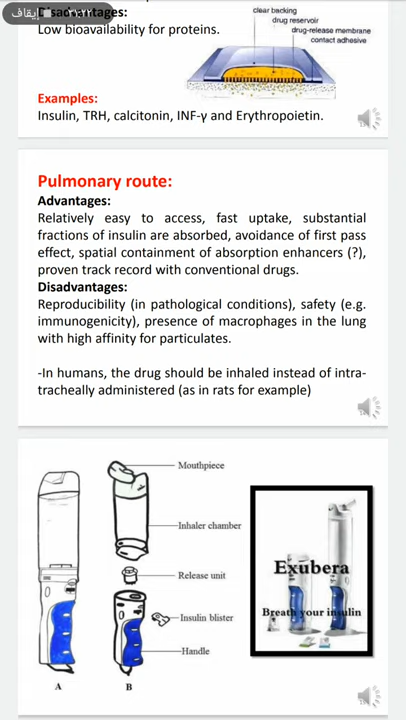 إيقاف
Disadvantages:
Low bioavailability for proteins.
clear backing
drug reservoir
drug-release membrane
contact adhesive
Examples:
Insulin, TRH, calcitonin, INF-γ and Erythropoietin.
Pulmonary route:
Advantages:
Relatively easy to access, fast uptake, substantial
fractions of insulin are absorbed, avoidance of first pass
effect, spatial containment of absorption enhancers (?),
proven track record with conventional drugs.
Disadvantages:
Reproducibility (in pathological conditions), safety (e.g.
immunogenicity), presence of macrophages in the lung
with high affinity for particulates.
-In humans, the drug should be inhaled instead of intra-
tracheally administered (as in rats for example)
Mouthpiece
Inhaler chamber
Release unit
Insulin blister
Handle
A
B
Exubera
Breath your insulin